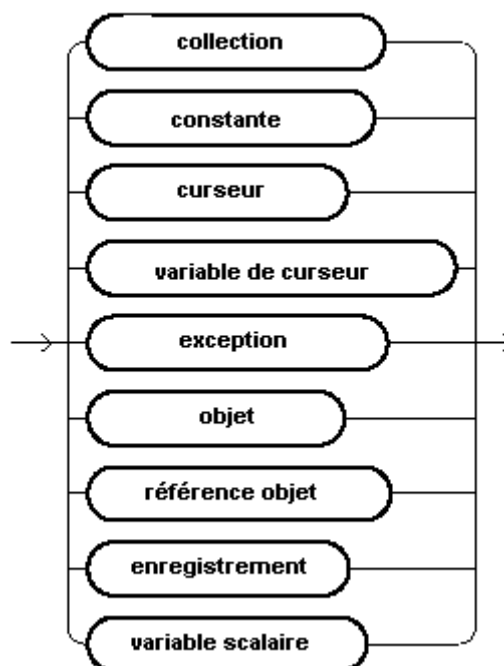 collection
constante
curseur
variable de curseur
exception
objet
référence objet
enregistrement
variable scalaire